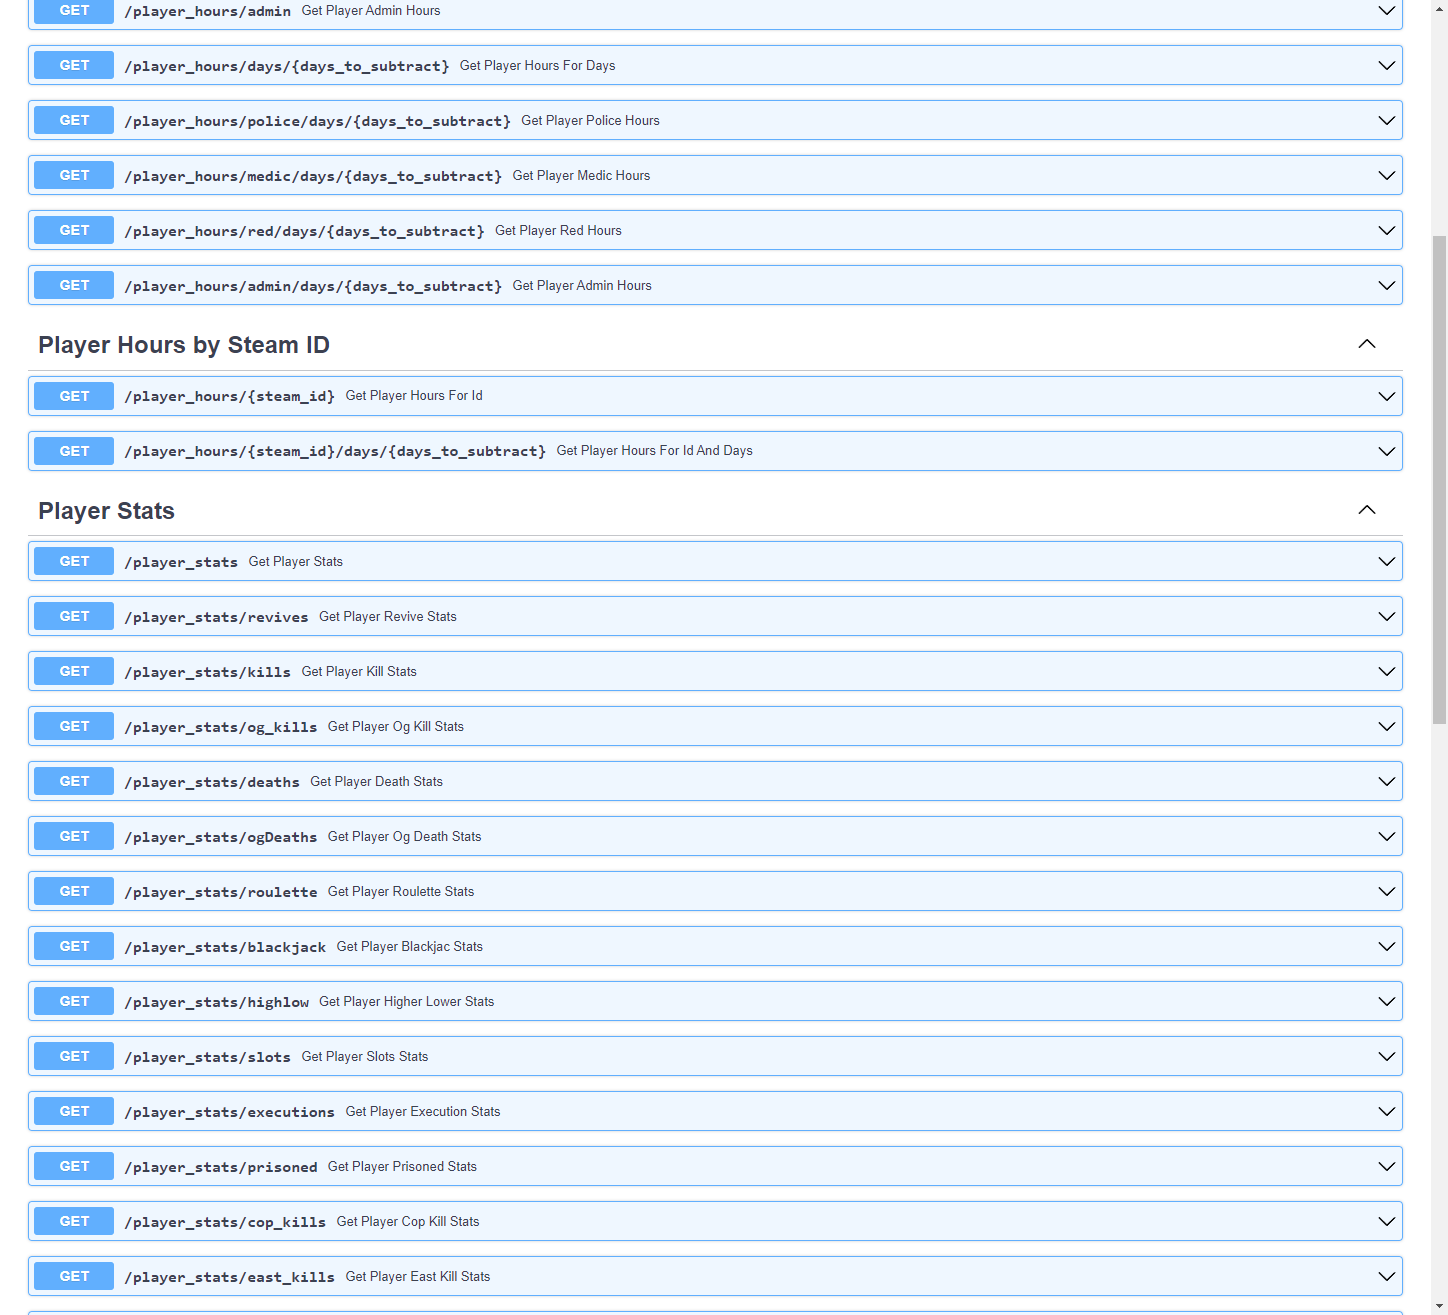 GET /player_hours/admin Get Player Admin Hours
GET /player_hours/days/{days_to_subtract} Get Player Hours For Days
GET /player_hours/police/days/{days_to_subtract} Get Player Police Hours
GET /player_hours/medic/days/{days_to_subtract} Get Player Medic Hours
GET /player_hours/red/days/{days_to_subtract} Get Player Red Hours
GET /player_hours/admin/days/{days_to_subtract} Get Player Admin Hours
Player Hours by Steam ID
GET /player_hours/{steam_id} Get Player Hours For Id
GET /player_hours/{steam_id}/days/{days_to_subtract} Get Player Hours For Id And Days
Player Stats
GET /player_stats Get Player Stats
GET /player_stats/revives Get Player Revive Stats
GET /player_stats/kills Get Player Kill Stats
GET /player_stats/og_kills Get Player Og Kill Stats
GET /player_stats/deaths Get Player Death Stats
GET /player_stats/ogDeaths Get Player Og Death Stats
GET /player_stats/roulette Get Player Roulette Stats
GET /player_stats/blackjack Get Player Blackjac Stats
GET /player_stats/highlow Get Player Higher Lower Stats
GET /player_stats/slots Get Player Slots Stats
GET /player_stats/executions Get Player Execution Stats
GET /player_stats/prisoned Get Player Prisoned Stats
GET /player_stats/cop_kills Get Player Cop Kill Stats
GET /player_stats/east_kills Get Player East Kill Stats